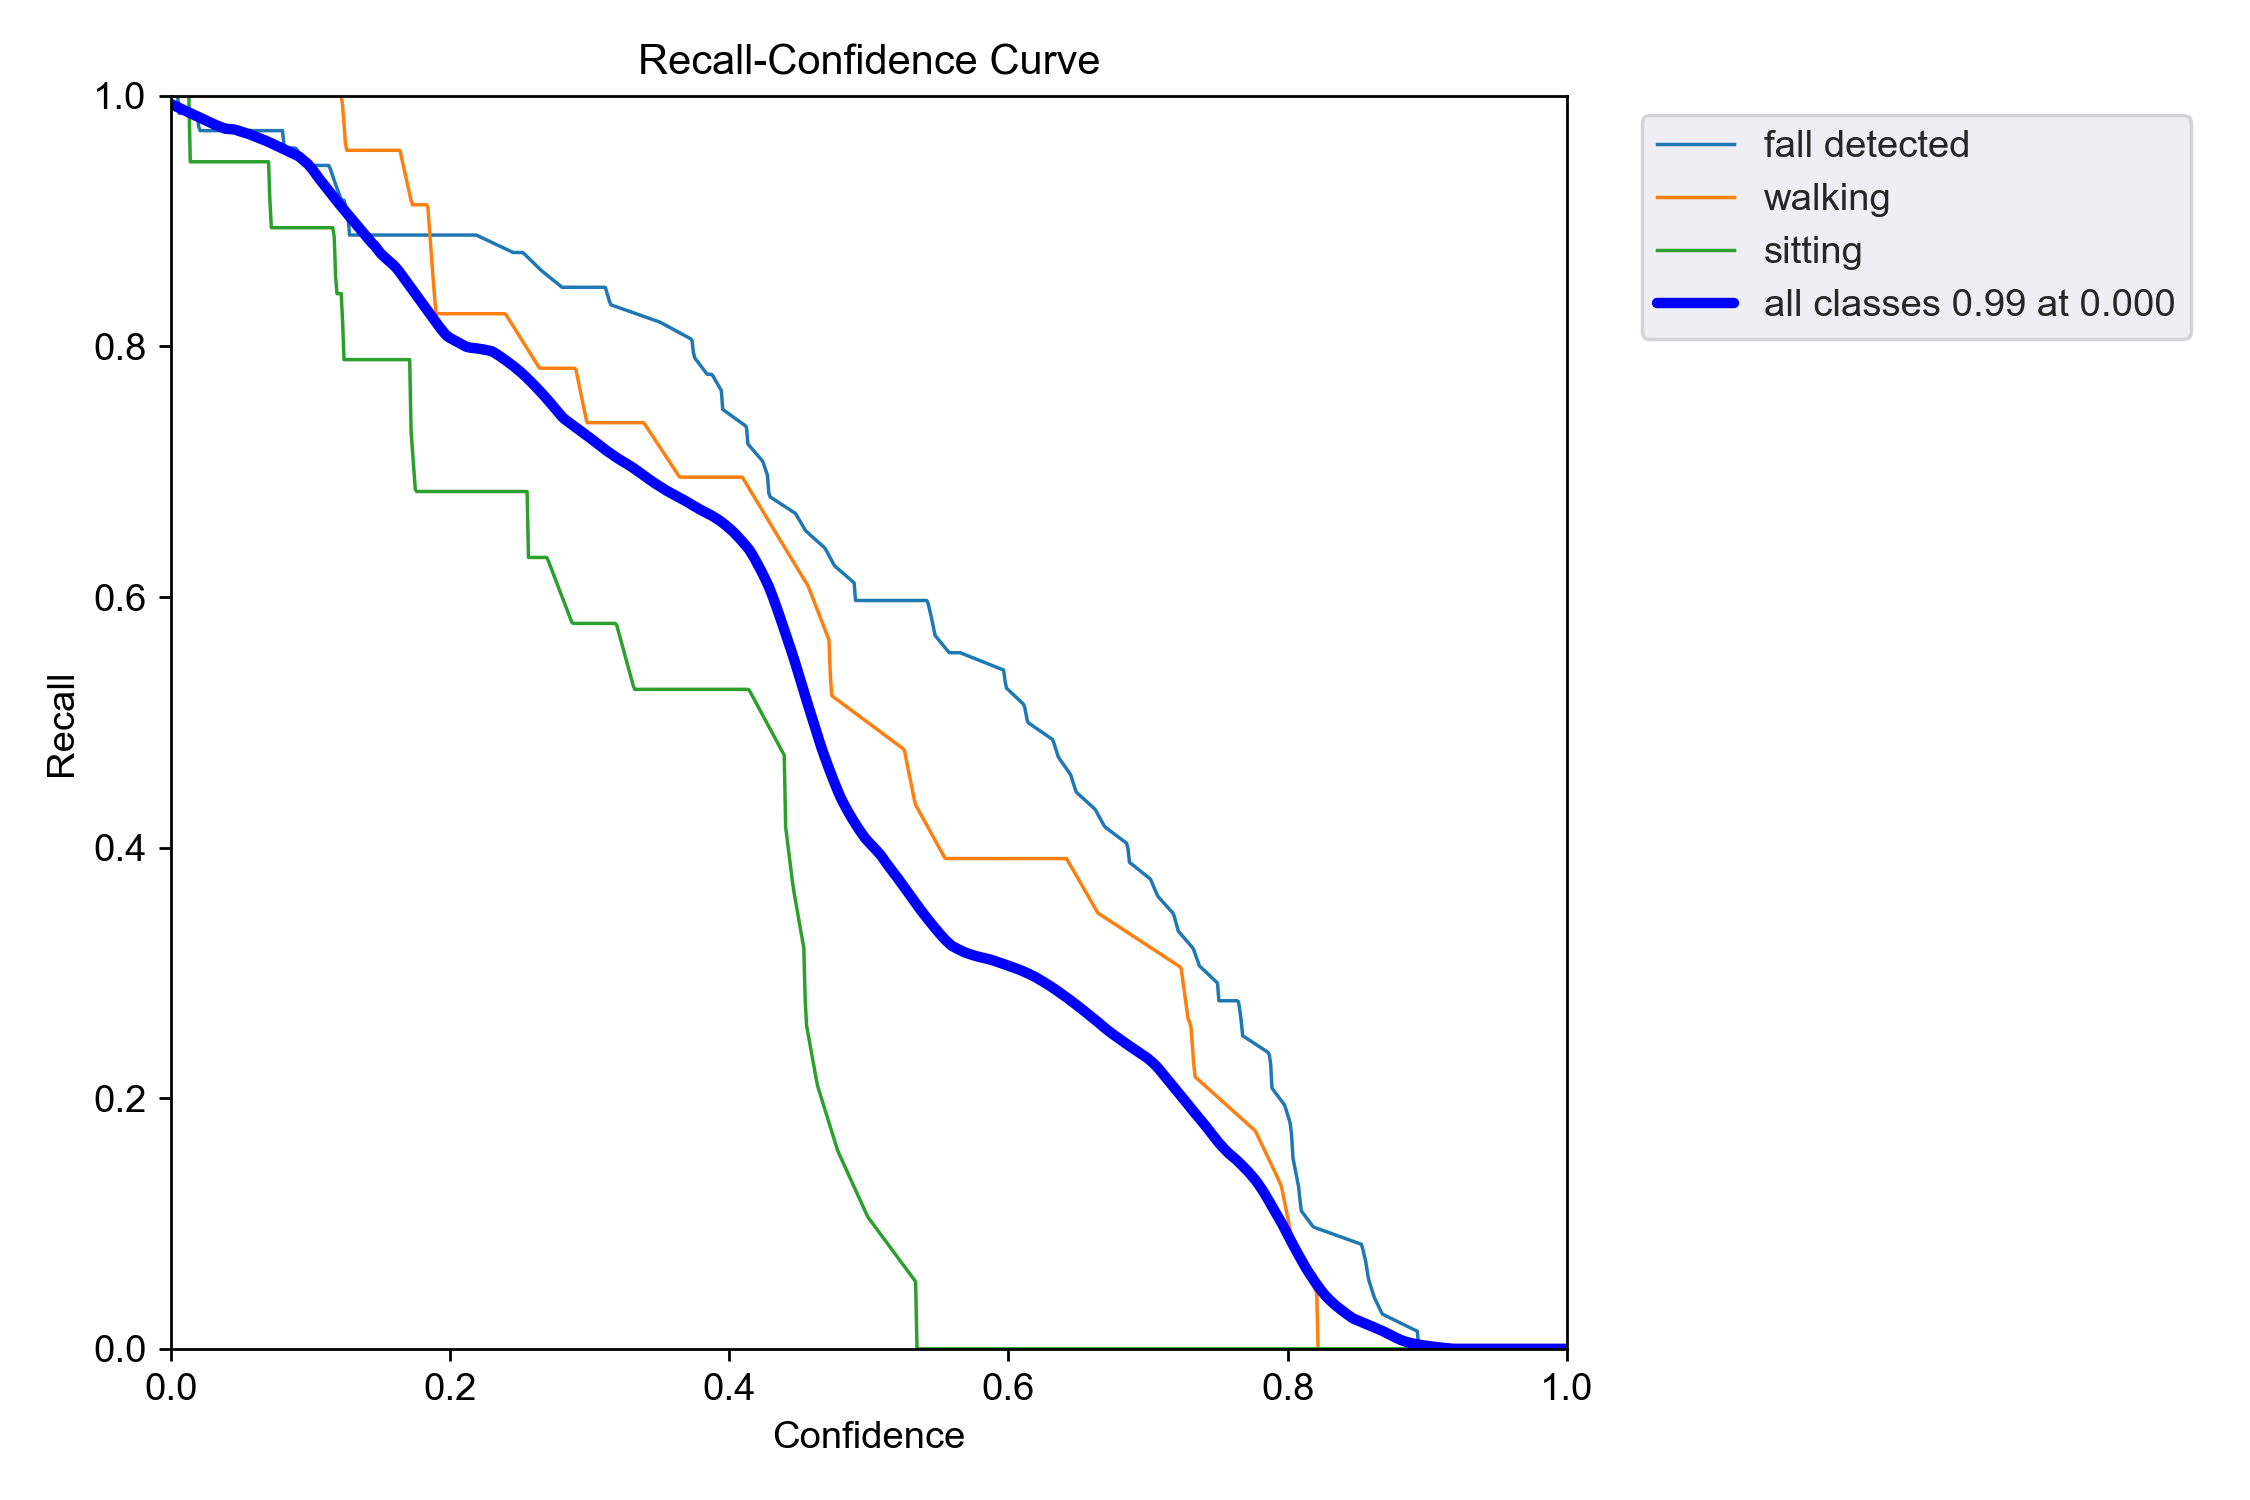 Recall-Confidence Curve
1.0
0.8
0.6
0.4
0.2
0.0
Recall
0.0 0.2 0.4 0.6 0.8 1.0
Confidence
fall detected
walking
sitting
all classes 0.99 at 0.000